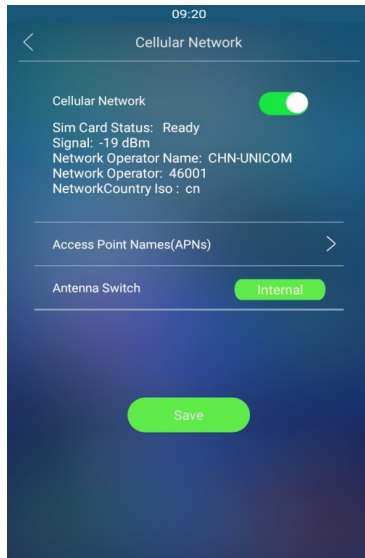 09:20
Cellular Network
Cellular Network
Sim Card Status: Ready
Signal: -19 dBm
Network Operator Name: CHN-UNICOM
Network Operator: 46001
NetworkCountry Iso : cn
Access Point Names(APNs)
Antenna Switch Internal
Save